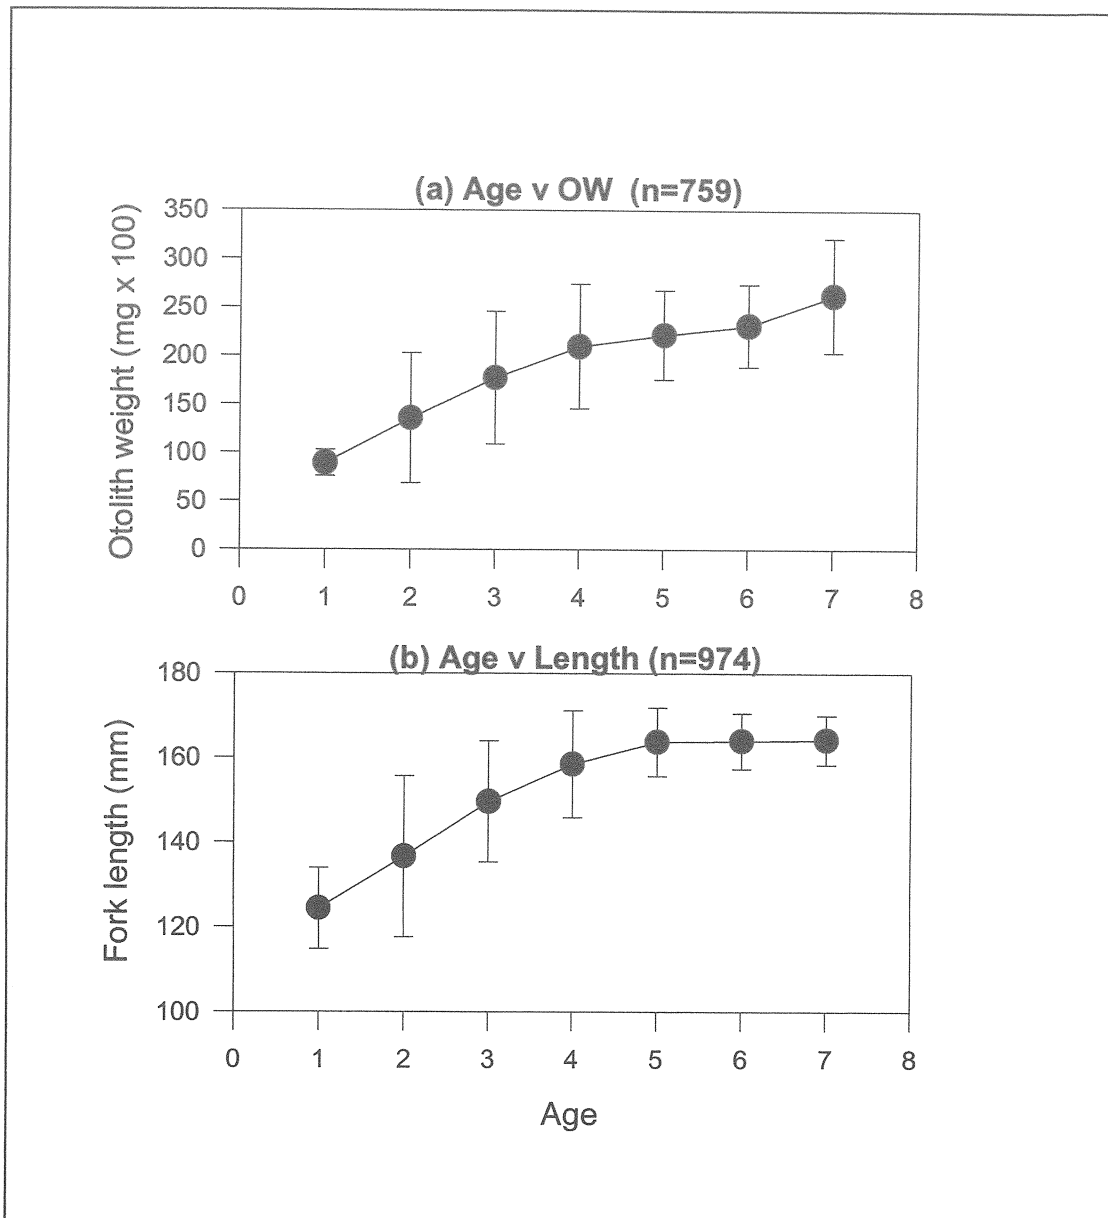 (a) Age v OW (n=759)
Otolith weight (mg x 100)
350
300
250
200
150
100
50
0
0 1 2 3 4 5 6 7 8
(b) Age v Length (n=974)
Fork length (mm)
180
160
140
120
100
0 1 2 3 4 5 6 7 8
Age